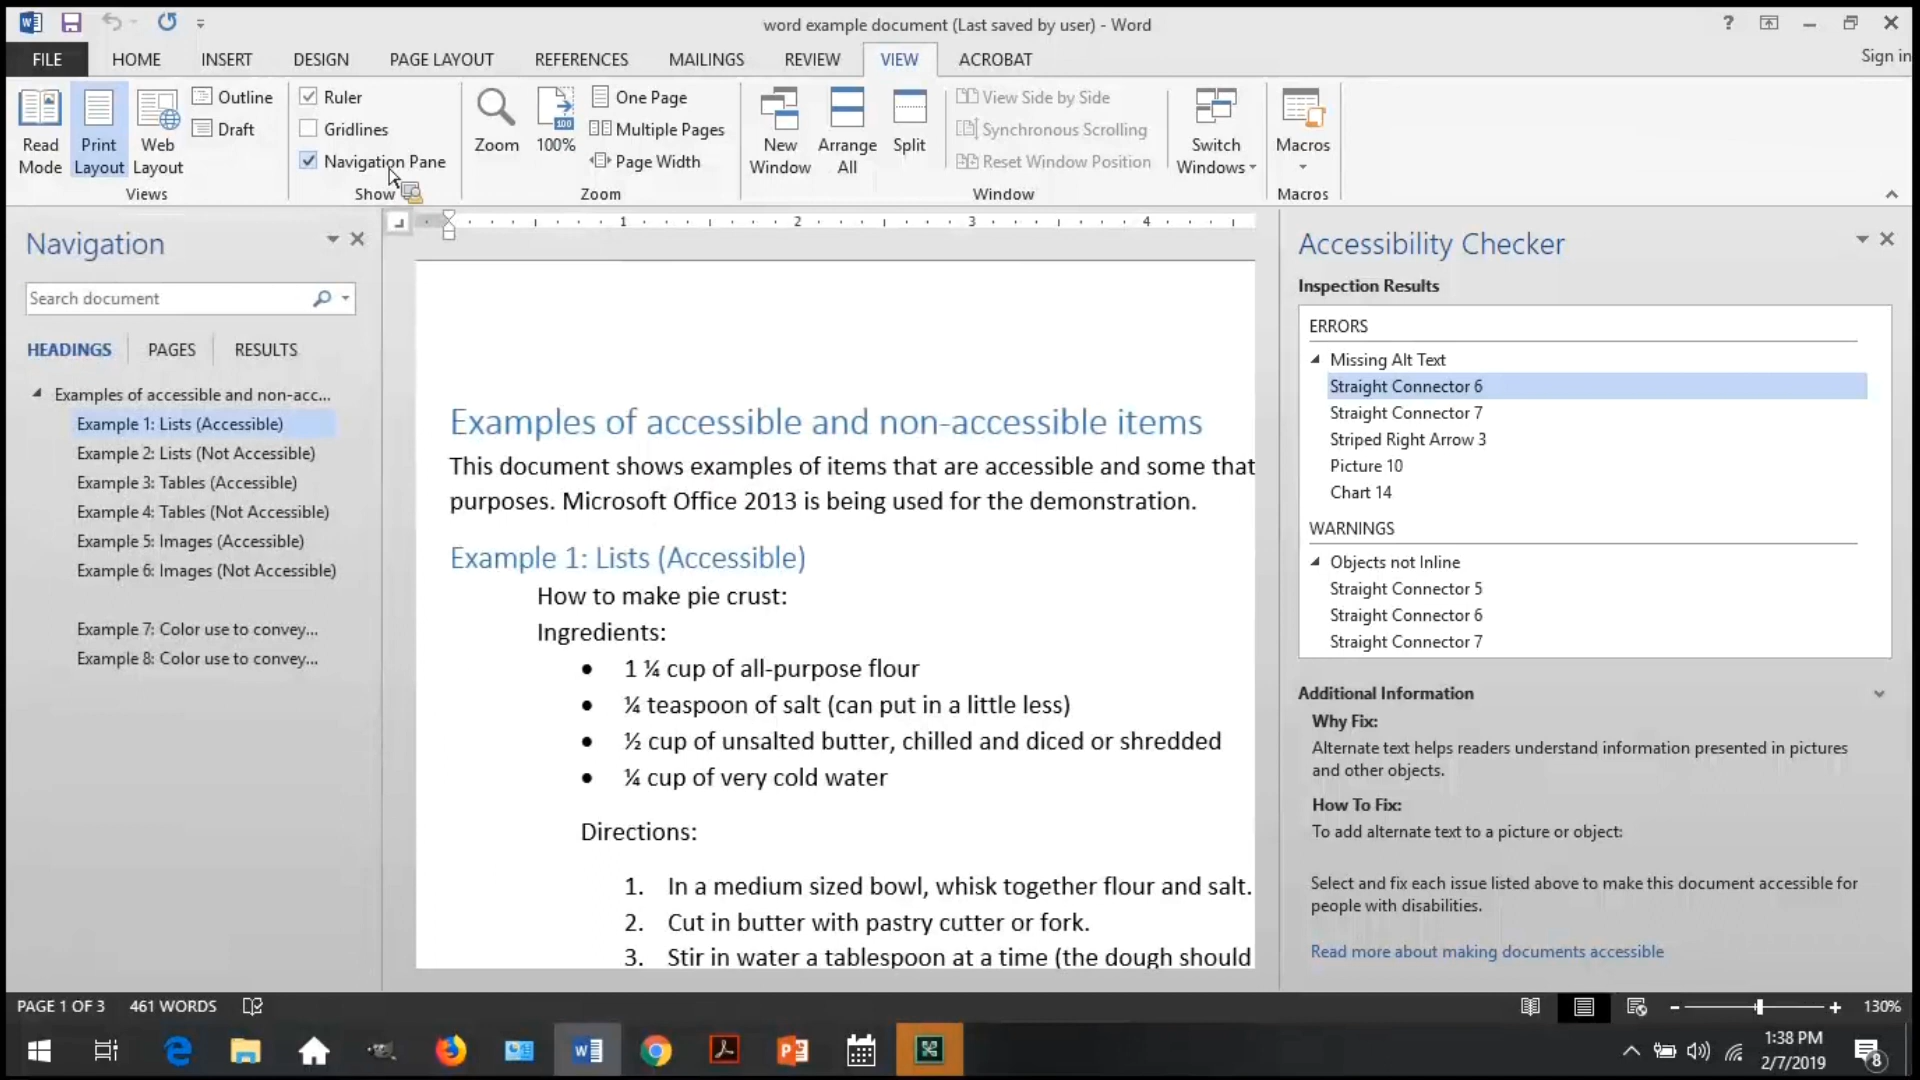 word example document (Last saved by user) - Word
?
Sign in
FILE HOME INSERT DESIGN PAGE LAYOUT REFERENCES MAILINGS REVIEW VIEW ACROBAT
Read Mode
Print Layout
Web Layout
Outline
Draft
Views
Ruler
Gridlines
Navigation Pane
Show
Zoom
100%
One Page
Multiple Pages
Page Width
Zoom
New Window
Arrange All
Split
View Side by Side
Synchronous Scrolling
Reset Window Position
Window
Switch Windows
Macros
Macros
Navigation
Search document
HEADINGS PAGES RESULTS
Examples of accessible and non-acc...
Example 1: Lists (Accessible)
Example 2: Lists (Not Accessible)
Example 3: Tables (Accessible)
Example 4: Tables (Not Accessible)
Example 5: Images (Accessible)
Example 6: Images (Not Accessible)
Example 7: Color use to convey...
Example 8: Color use to convey...
1 2 3 4
Examples of accessible and non-accessible items
This document shows examples of items that are accessible and some that
purposes. Microsoft Office 2013 is being used for the demonstration.
Example 1: Lists (Accessible)
How to make pie crust:
Ingredients:
• 1 ¼ cup of all-purpose flour
• ¼ teaspoon of salt (can put in a little less)
• ½ cup of unsalted butter, chilled and diced or shredded
• ¼ cup of very cold water
Directions:
1. In a medium sized bowl, whisk together flour and salt.
2. Cut in butter with pastry cutter or fork.
3. Stir in water a tablespoon at a time (the dough should
Accessibility Checker
Inspection Results
ERRORS
Missing Alt Text
Straight Connector 6
Straight Connector 7
Striped Right Arrow 3
Picture 10
Chart 14
WARNINGS
Objects not Inline
Straight Connector 5
Straight Connector 6
Straight Connector 7
Additional Information
Why Fix:
Alternate text helps readers understand information presented in pictures
and other objects.
How To Fix:
To add alternate text to a picture or object:
Select and fix each issue listed above to make this document accessible for
people with disabilities.
Read more about making documents accessible
PAGE 1 OF 3 461 WORDS
130%
1:38 PM
2/7/2019
8